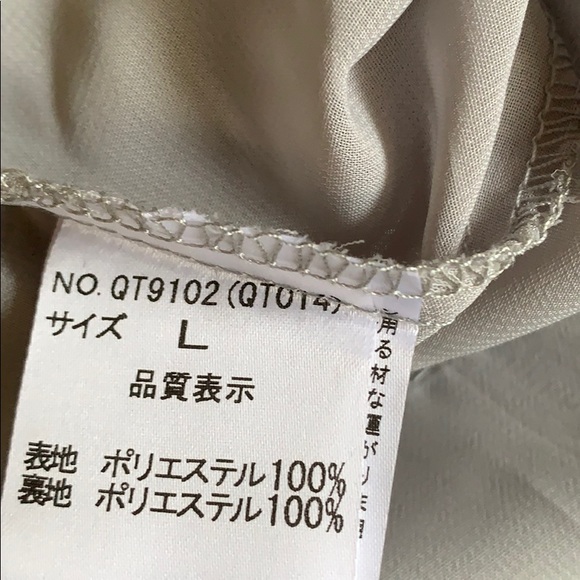 NO. QT9102 (QT014)
サイズ L
品質表示
表地 ポリエステル100%
裏地 ポリエステル100%